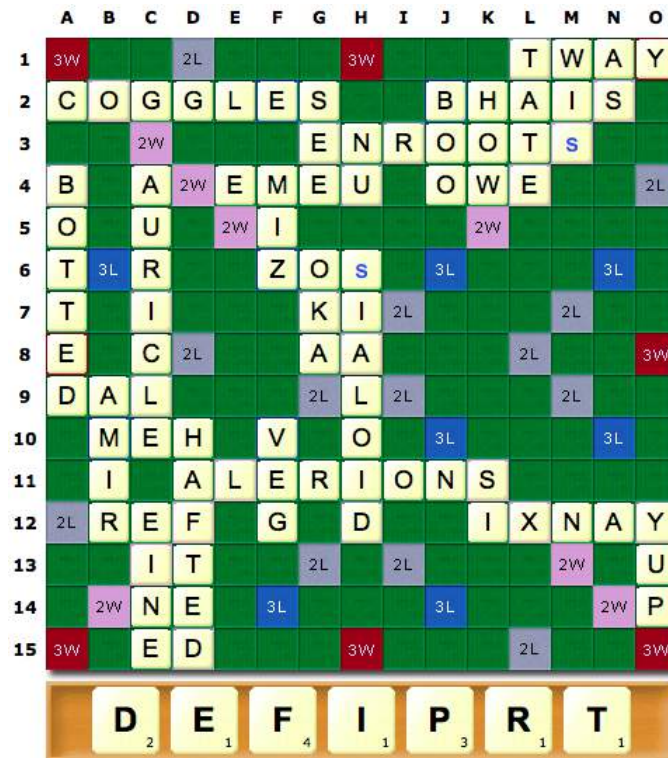 A B C D E F G H I J K L M N O
1 3W 2L 3W T W A Y
2 C O G G L E S B H A I S
3 2W E N R O O T s
4 B A 2W E M E U O W E 2L
5 O U 2W I 2W
6 T 3L R Z O s 3L 3L
7 T I K I 2L 2L
8 E C 2L A A 2L 3W
9 D A L 2L L 2L 2L
10 M E H V O 3L 3L
11 I A L E R I O N S
12 2L R E F G D I X N A Y
13 I T 2L 2L 2W U
14 2W N E 3L 3L 2W P
15 3W E D 3W 2L 3W
D 2 E 1 F 4 I 1 P 3 R 1 T 1